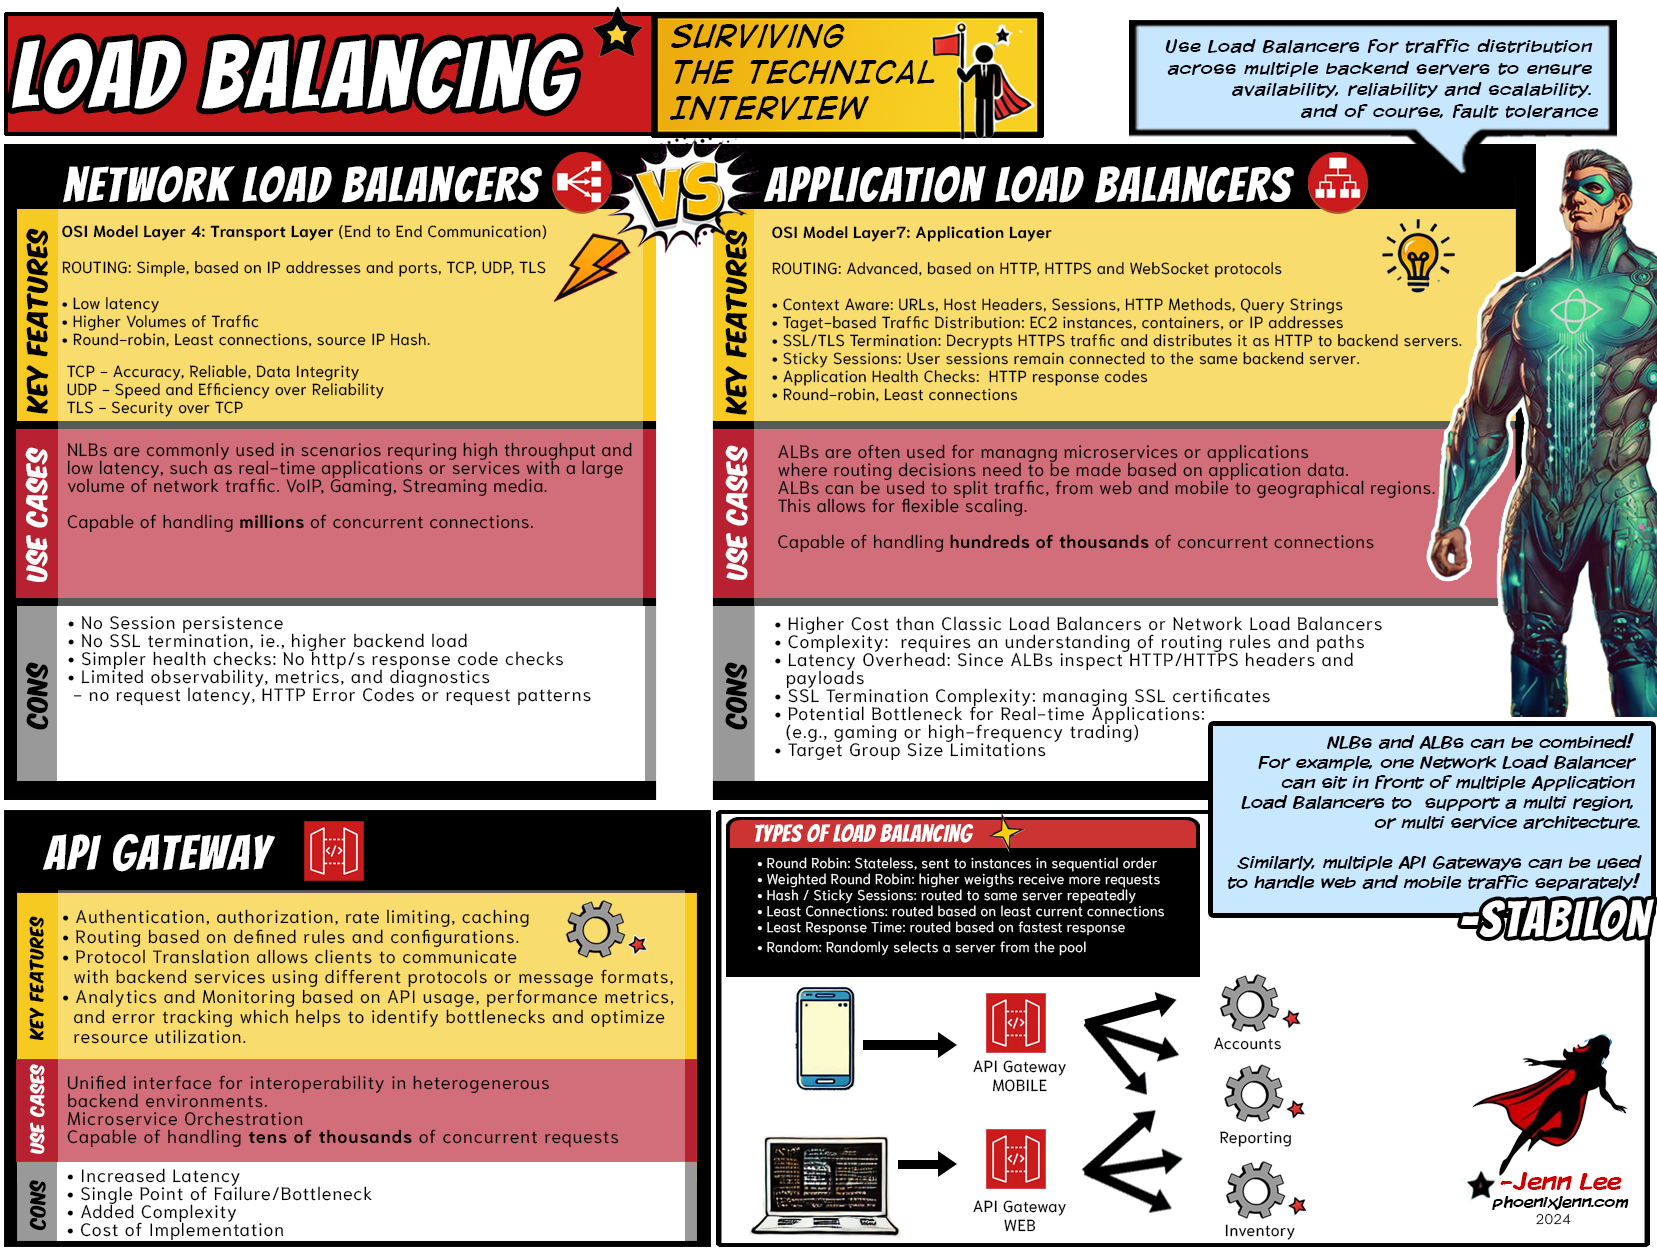 LOAD BALANCING
SURVIVING
THE TECHNICAL
INTERVIEW
Use Load Balancers for traffic distribution
across multiple backend servers to ensure
availability, reliability and scalability.
and of course, fault tolerance
NETWORK LOAD BALANCERS
VS
APPLICATION LOAD BALANCERS
KEY FEATURES
OSI Model Layer 4: Transport Layer (End to End Communication)
ROUTING: Simple, based on IP addresses and ports, TCP, UDP, TLS
• Low latency
• Higher Volumes of Traffic
• Round-robin, Least connections, source IP Hash.
TCP - Accuracy, Reliable, Data Integrity
UDP - Speed and Efficiency over Reliability
TLS - Security over TCP
USE CASES
NLBs are commonly used in scenarios requring high throughput and
low latency, such as real-time applications or services with a large
volume of network traffic. VoIP, Gaming, Streaming media.
Capable of handling millions of concurrent connections.
CONS
• No Session persistence
• No SSL termination, ie., higher backend load
• Simpler health checks: No http/s response code checks
• Limited observability, metrics, and diagnostics
- no request latency, HTTP Error Codes or request patterns
KEY FEATURES
OSI Model Layer7: Application Layer
ROUTING: Advanced, based on HTTP, HTTPS and WebSocket protocols
• Context Aware: URLs, Host Headers, Sessions, HTTP Methods, Query Strings
• Taget-based Traffic Distribution: EC2 instances, containers, or IP addresses
• SSL/TLS Termination: Decrypts HTTPS traffic and distributes it as HTTP to backend servers.
• Sticky Sessions: User sessions remain connected to the same backend server.
• Application Health Checks: HTTP response codes
• Round-robin, Least connections
USE CASES
ALBs are often used for managng microservices or applications
where routing decisions need to be made based on application data.
ALBs can be used to split traffic, from web and mobile to geographical regions.
This allows for flexible scaling.
Capable of handling hundreds of thousands of concurrent connections
CONS
• Higher Cost than Classic Load Balancers or Network Load Balancers
• Complexity: requires an understanding of routing rules and paths
• Latency Overhead: Since ALBs inspect HTTP/HTTPS headers and
payloads
• SSL Termination Complexity: managing SSL certificates
• Potential Bottleneck for Real-time Applications:
(e.g., gaming or high-frequency trading)
• Target Group Size Limitations
NLBs and ALBs can be combined!
For example, one Network Load Balancer
can sit in front of multiple Application
Load Balancers to support a multi region,
or multi service architecture.
Similarly, multiple API Gateways can be used
to handle web and mobile traffic separately!
-STABILON
API GATEWAY
</>
KEY FEATURES
• Authentication, authorization, rate limiting, caching
• Routing based on defined rules and configurations.
• Protocol Translation allows clients to communicate
with backend services using different protocols or message formats,
• Analytics and Monitoring based on API usage, performance metrics,
and error tracking which helps to identify bottlenecks and optimize
resource utilization.
USE CASES
Unified interface for interoperability in heterogenerous
backend environments.
Microservice Orchestration
Capable of handling tens of thousands of concurrent requests
CONS
• Increased Latency
• Single Point of Failure/Bottleneck
• Added Complexity
• Cost of Implementation
TYPES OF LOAD BALANCING
• Round Robin: Stateless, sent to instances in sequential order
• Weighted Round Robin: higher weigths receive more requests
• Hash / Sticky Sessions: routed to same server repeatedly
• Least Connections: routed based on least current connections
• Least Response Time: routed based on fastest response
• Random: Randomly selects a server from the pool
</>
API Gateway
MOBILE
</>
API Gateway
WEB
Accounts
Reporting
Inventory
-Jenn Lee
phoenixjenn.com
2024